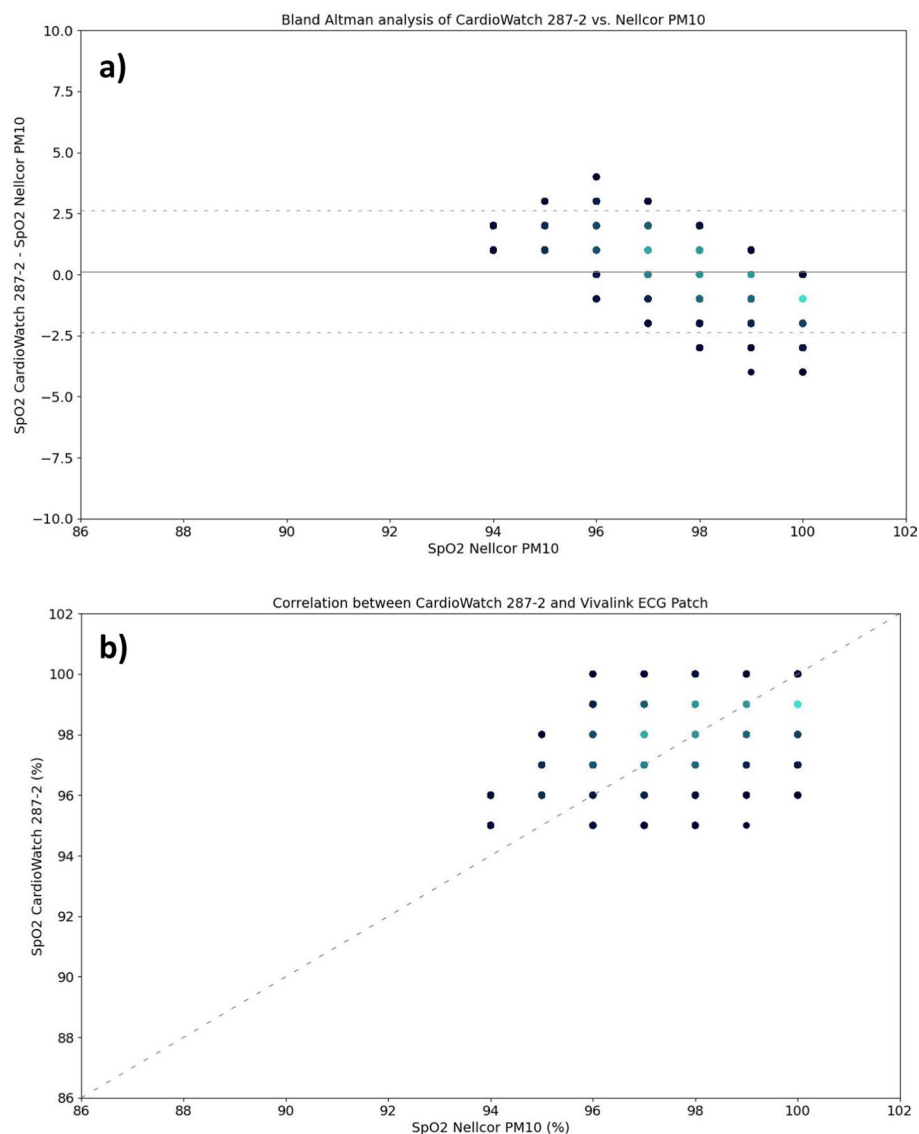 Bland Altman analysis of CardioWatch 287-2 vs. Nellcor PM10
a)
SpO2 CardioWatch 287-2 - SpO2 Nellcor PM10
10.0
7.5
5.0
2.5
0.0
−2.5
−5.0
−7.5
−10.0
86 88 90 92 94 96 98 100 102
SpO2 Nellcor PM10
Correlation between CardioWatch 287-2 and Vivalink ECG Patch
b)
SpO2 CardioWatch 287-2 (%)
102
100
98
96
94
92
90
88
86
86 88 90 92 94 96 98 100 102
SpO2 Nellcor PM10 (%)